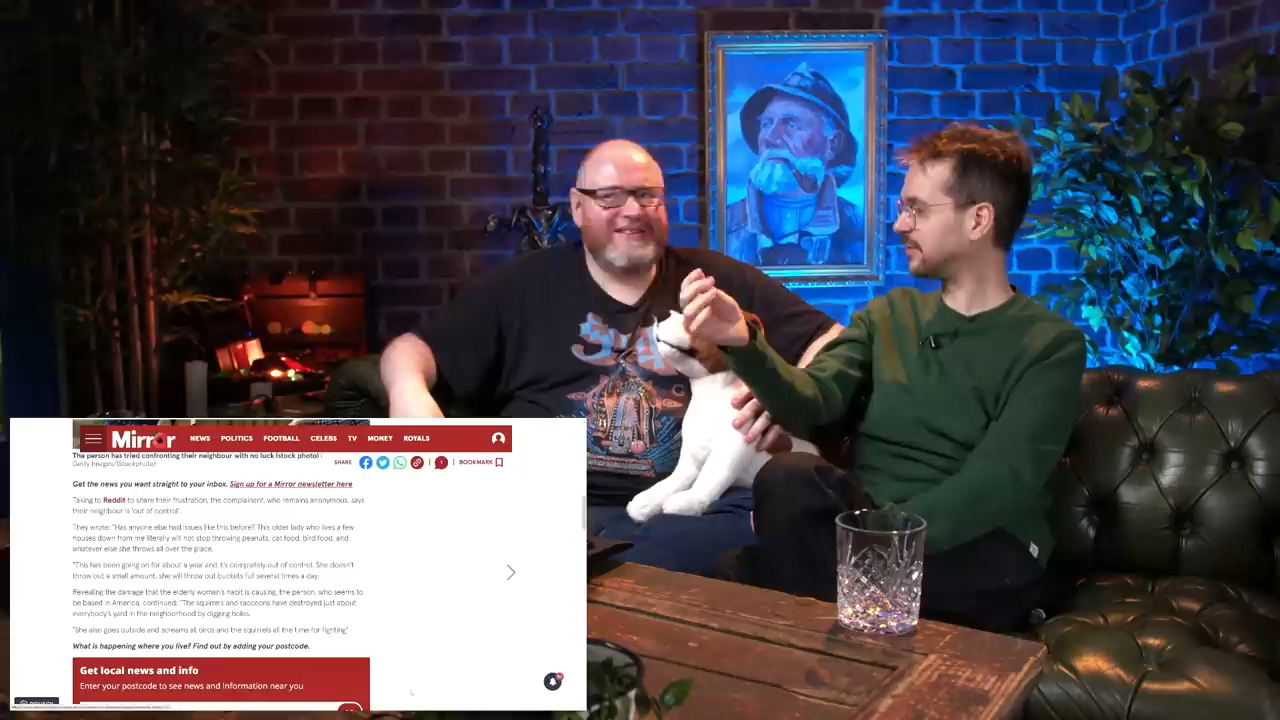 Mirror NEWS POLITICS FOOTBALL CELEBS TV MONEY ROYALS
The person has tried confronting their neighbour with no luck (stock photo)
Getty Images/iStockphoto
SHARE BOOKMARK
Get the news you want straight to your inbox. Sign up for a Mirror newsletter here
Taking to Reddit to share their frustration, the complainant, who remains anonymous, says
their neighbour is 'out of control'.
They wrote: "Has anyone else had issues like this before? This older lady who lives a few
houses down from me literally will not stop throwing peanuts, cat food, bird food, and
whatever else she throws all over the place.
"This has been going on for about a year and it's completely out of control. She doesn't
throw out a small amount, she will throw out buckets full several times a day.
Revealing the damage that the elderly woman's habit is causing, the person, who seems to
be based in America, continued: "The squirrels and raccoons have destroyed just about
everybody's yard in the neighborhood by digging holes.
"She also goes outside and screams at birds and the squirrels all the time for fighting."
What is happening where you live? Find out by adding your postcode.
Get local news and info
Enter your postcode to see news and information near you
PRIVACY